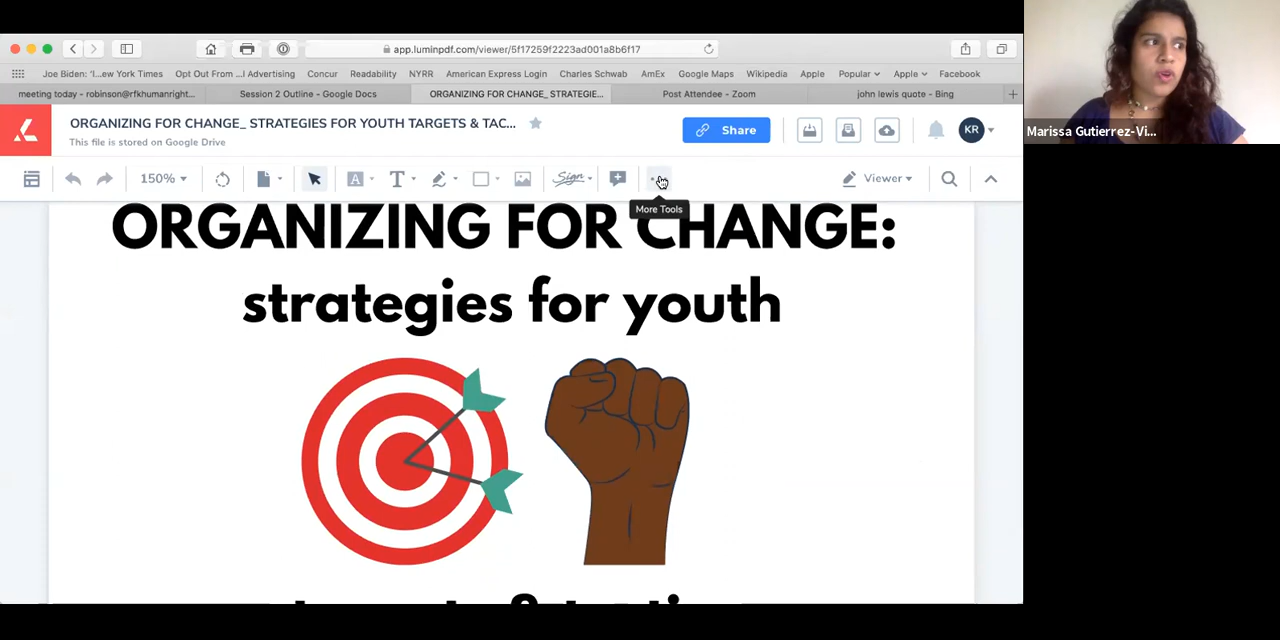 app.luminpdf.com/viewer/5f17259f2223ad001a8b6f17
Joe Biden: ‘I...ew York Times Opt Out From ...l Advertising Concur Readability NYRR American Express Login Charles Schwab AmEx Google Maps Wikipedia Apple Popular Apple Facebook
meeting today - robinson@rfkhumanright... Session 2 Outline - Google Docs ORGANIZING FOR CHANGE_ STRATEGIE... Post Attendee - Zoom john lewis quote - Bing
ORGANIZING FOR CHANGE_ STRATEGIES FOR YOUTH TARGETS & TAC...
This file is stored on Google Drive
Share
KR
150%
A
T
Sign
Viewer
More Tools
ORGANIZING FOR CHANGE:
strategies for youth
Marissa Gutierrez-Vi...